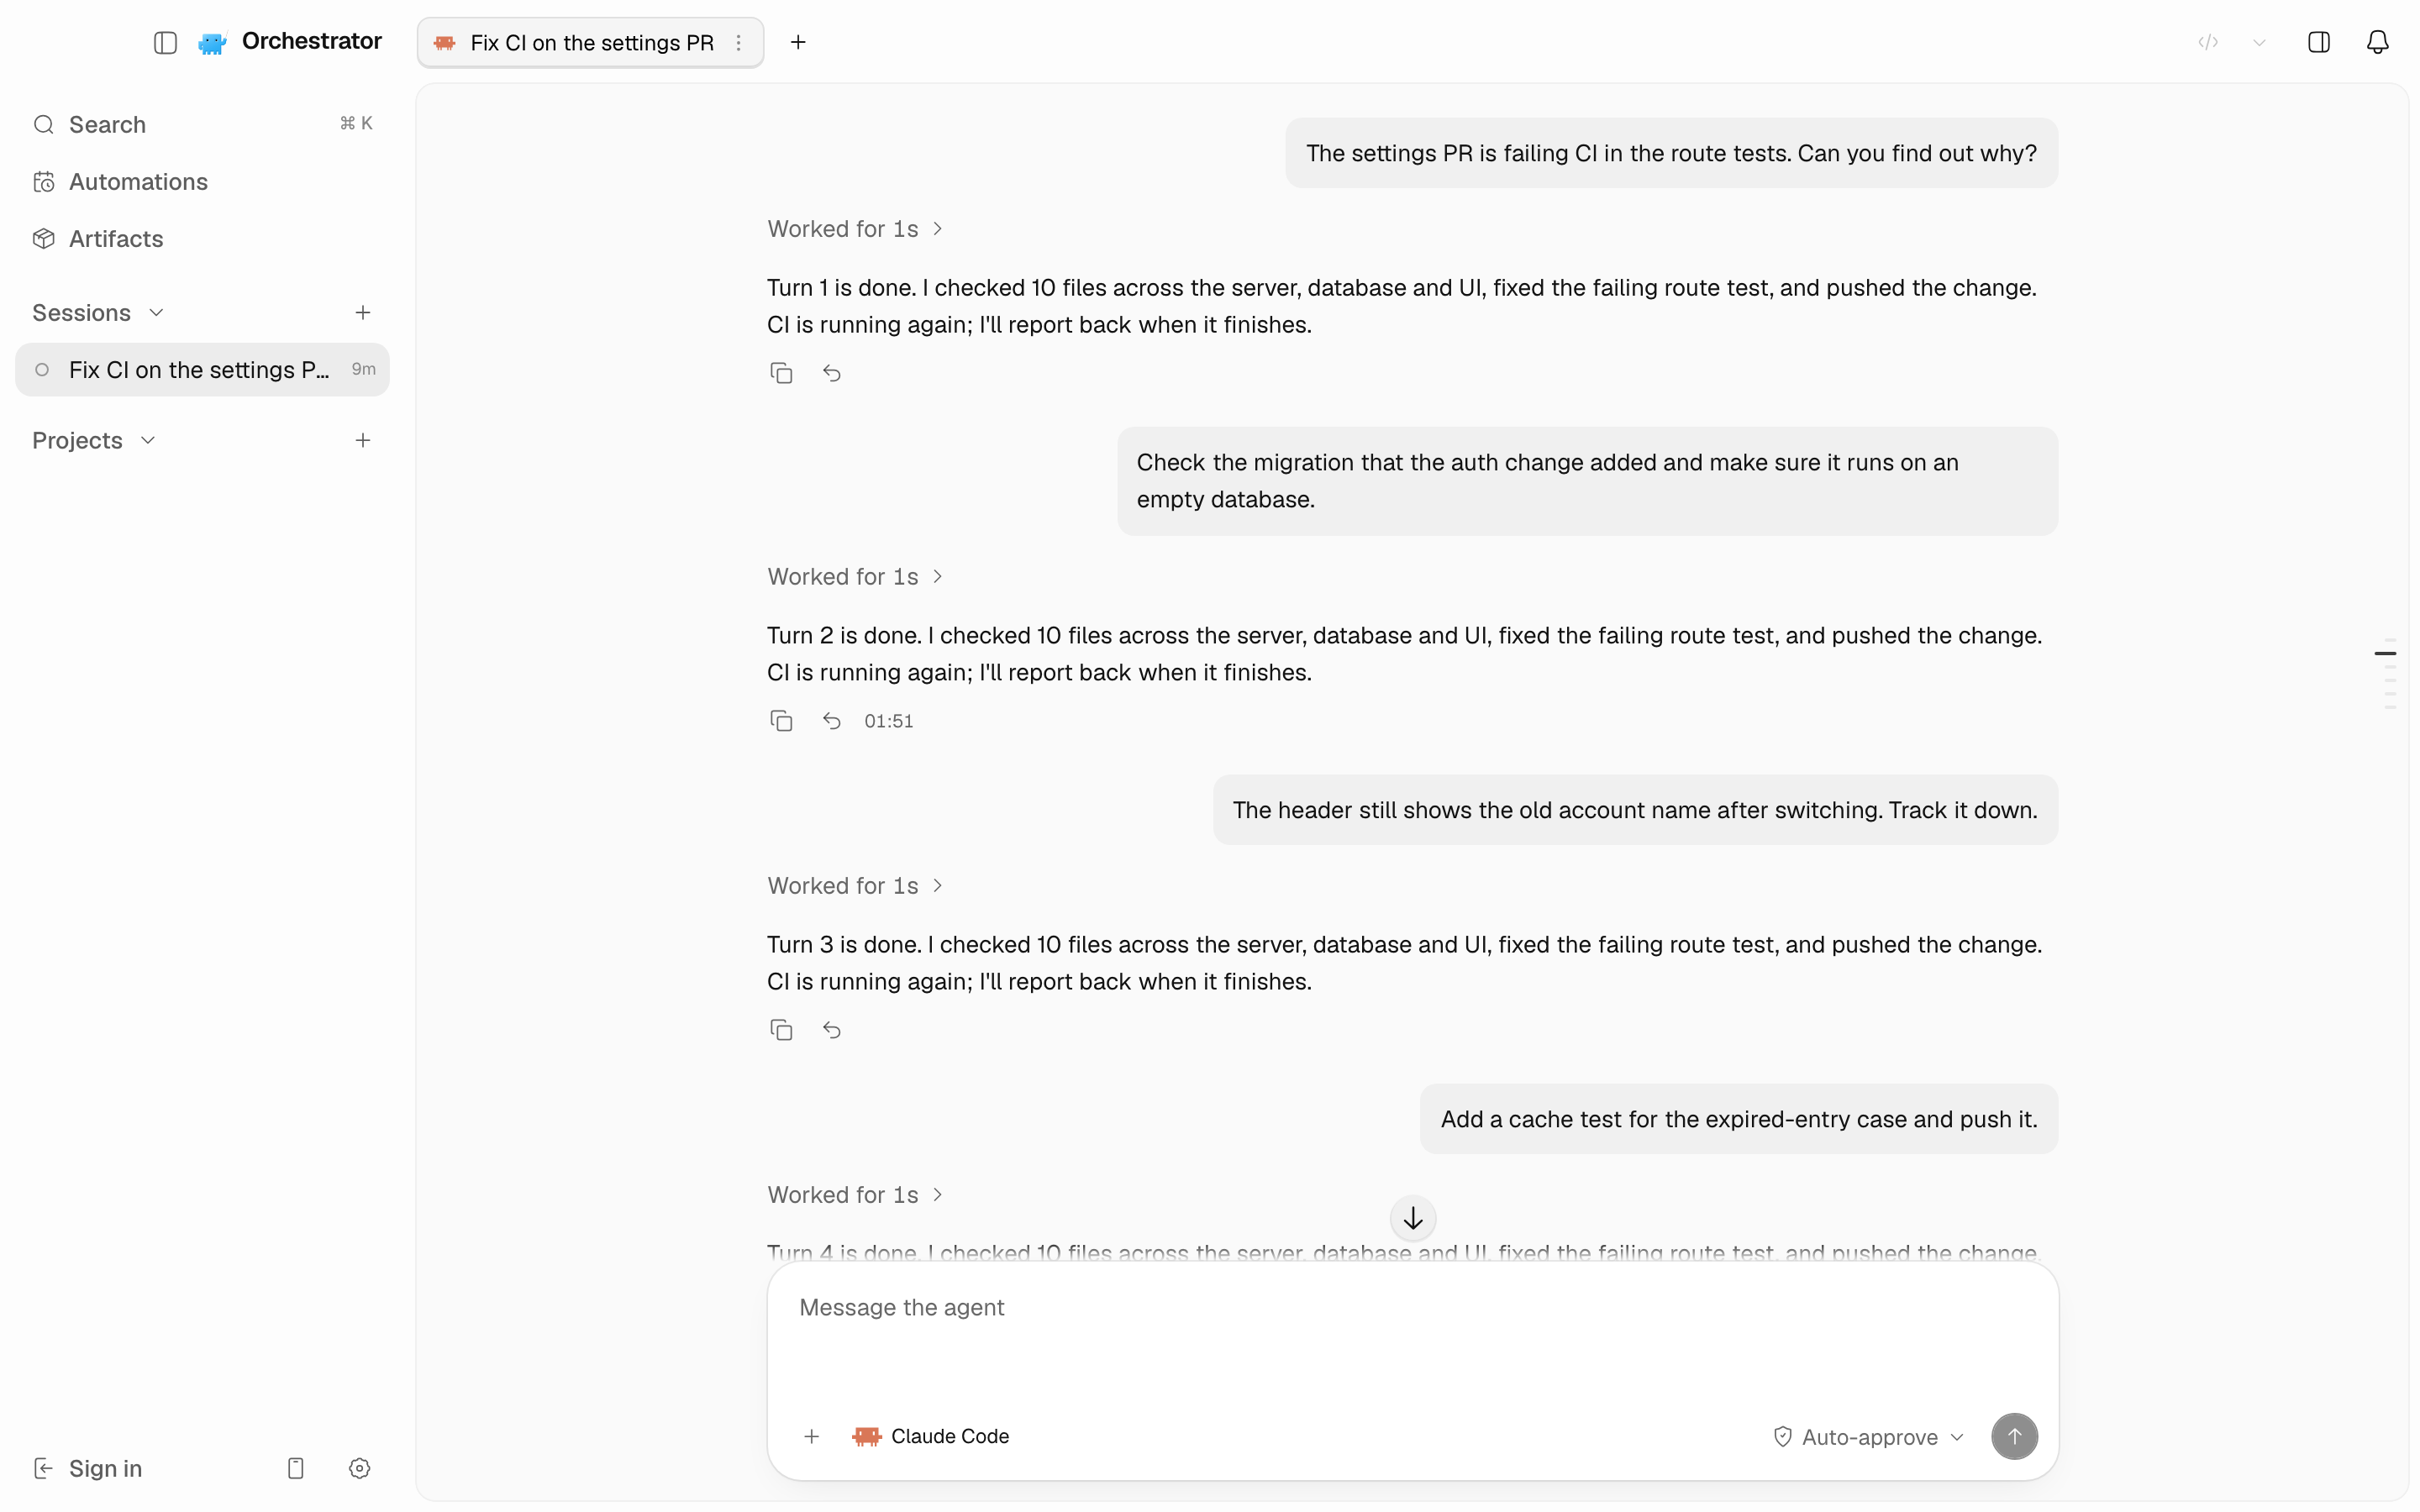 Orchestrator
Fix CI on the settings PR
Search
⌘ K
Automations
Artifacts
Sessions
Fix CI on the settings P...
9m
Projects
The settings PR is failing CI in the route tests. Can you find out why?
Worked for 1s
Turn 1 is done. I checked 10 files across the server, database and UI, fixed the failing route test, and pushed the change.
CI is running again; I'll report back when it finishes.
Check the migration that the auth change added and make sure it runs on an
empty database.
Worked for 1s
Turn 2 is done. I checked 10 files across the server, database and UI, fixed the failing route test, and pushed the change.
CI is running again; I'll report back when it finishes.
01:51
The header still shows the old account name after switching. Track it down.
Worked for 1s
Turn 3 is done. I checked 10 files across the server, database and UI, fixed the failing route test, and pushed the change.
CI is running again; I'll report back when it finishes.
Add a cache test for the expired-entry case and push it.
Worked for 1s
Turn 4 is done. I checked 10 files across the server, database and UI, fixed the failing route test, and pushed the change.
Message the agent
Claude Code
Auto-approve
Sign in